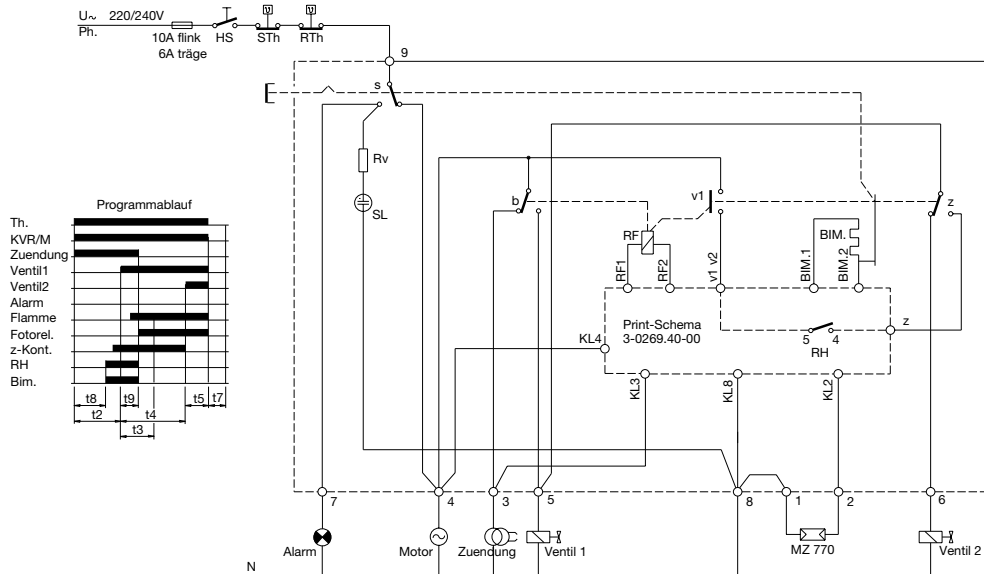 U~ 220/240V
Ph.
10A flink
6A träge
HS
STh
RTh
9
s
Rv
SL
b
v1
z
RF
RF1
RF2
v1 v2
BIM.
BIM.1
BIM.2
Print-Schema
3-0269.40-00
5
4
RH
z
KL4
KL3
KL8
KL2
Programmablauf
Th.
KVR/M
Zuendung
Ventil1
Ventil2
Alarm
Flamme
Fotorel.
z-Kont.
RH
Bim.
t8
t9
t5
t7
t2
t4
t3
7
4
3
5
8
1
2
6
Alarm
Motor
Zuendung
Ventil 1
MZ 770
Ventil 2
N